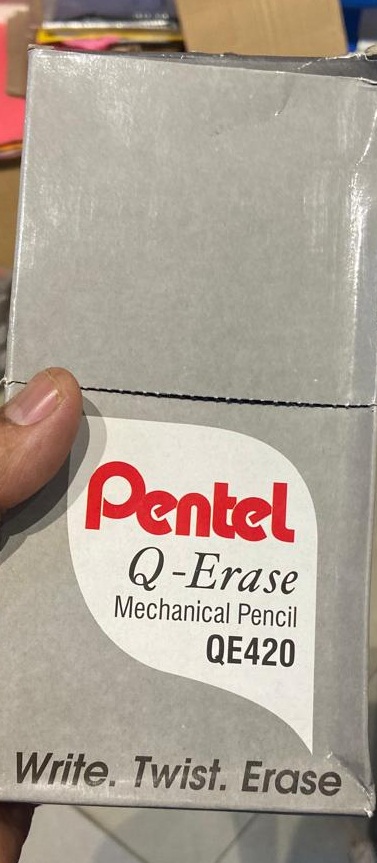 Pentel
Q-Erase
Mechanical Pencil
QE420
Write. Twist. Erase